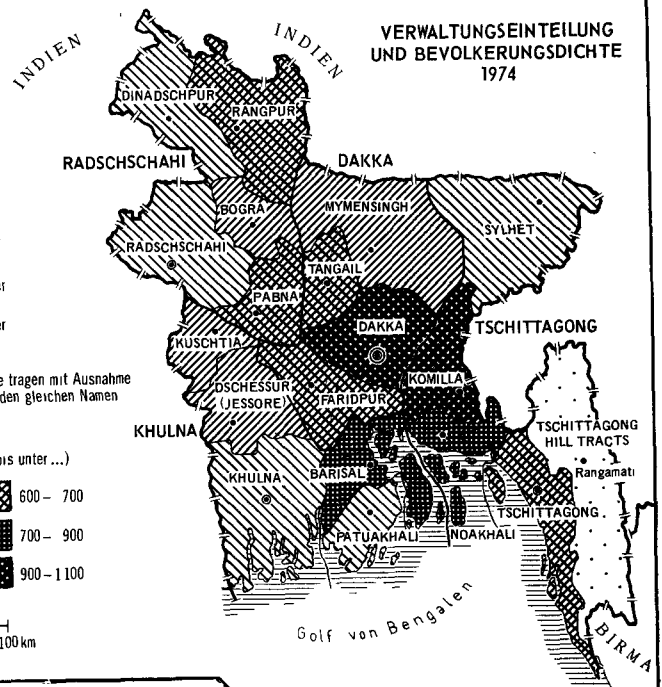 VERWALTUNGSEINTEILUNG
UND BEVOLKERUNGSDICHTE
1974
INDIEN
INDIEN
DINADSCHPUR
RANGPUR
RADSCHSCHAHI
DAKKA
BOGRA
MYMENSINGH
SYLHET
RADSCHSCHAHI
TANGAIL
PABNA
DAKKA
TSCHITTAGONG
KUSCHTIA
KOMILLA
e tragen mit Ausnahme
den gleichen Namen
DSCHESSUR
(JESSORE)
FARIDPUR
KHULNA
TSCHITTAGONG
HILL TRACTS
Rangamati
is unter ...)
KHULNA
BARISAL
600 – 700
TSCHITTAGONG
700 – 900
PATUAKHALI
NOAKHALI
900 – 1100
100 km
Golf von Bengalen
BIRMA